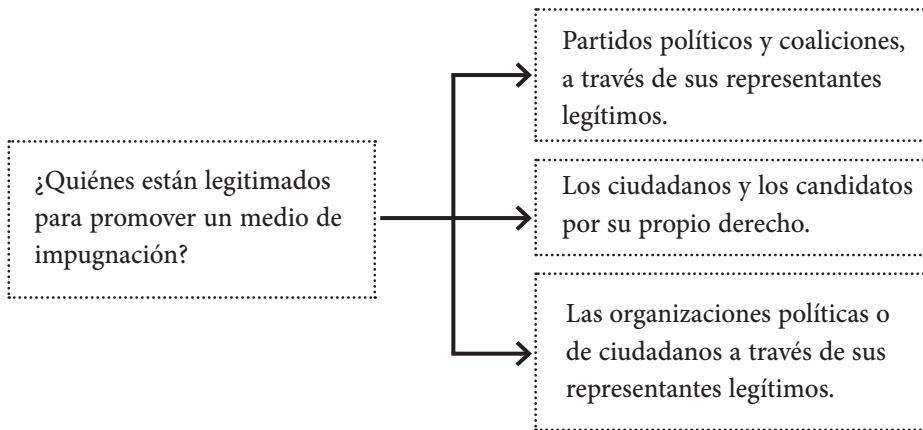 ¿Quiénes están legitimados
para promover un medio de
impugnación?
Partidos políticos y coaliciones,
a través de sus representantes
legítimos.
Los ciudadanos y los candidatos
por su propio derecho.
Las organizaciones políticas o
de ciudadanos a través de sus
representantes legítimos.